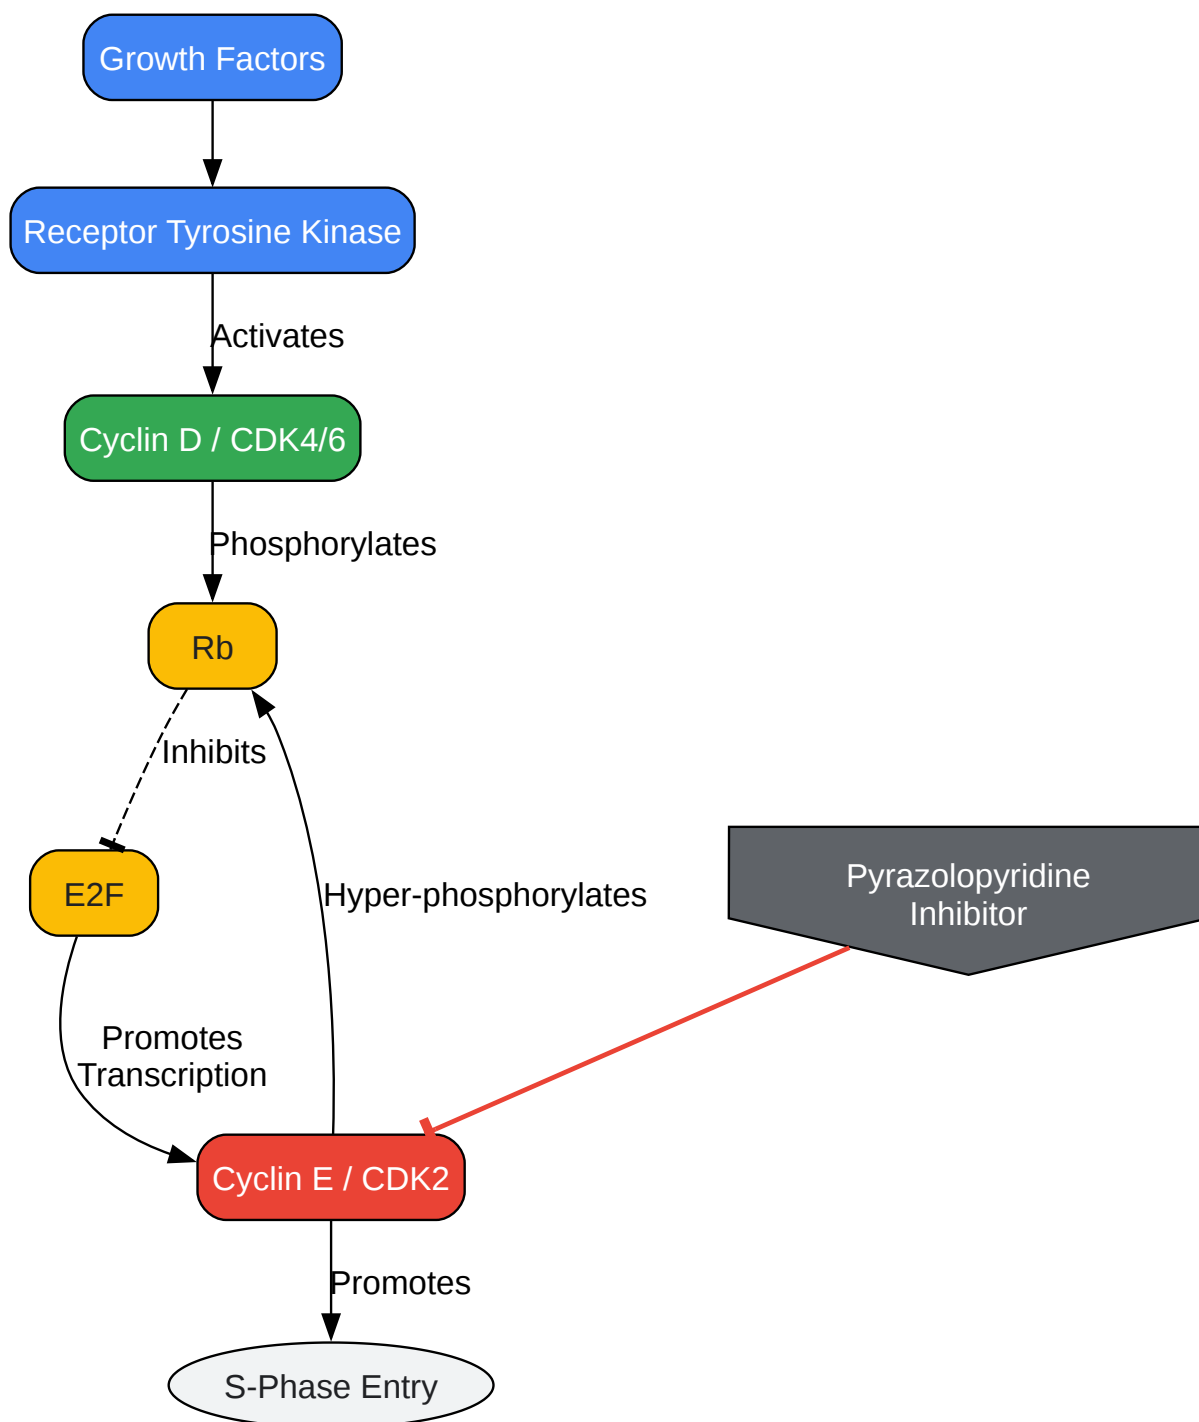 Growth Factors
Receptor Tyrosine Kinase
Activates
Cyclin D / CDK4/6
Phosphorylates
Rb
Inhibits
E2F
Hyper-phosphorylates
Pyrazolopyridine
Inhibitor
Promotes
Transcription
Cyclin E / CDK2
Promotes
S-Phase Entry